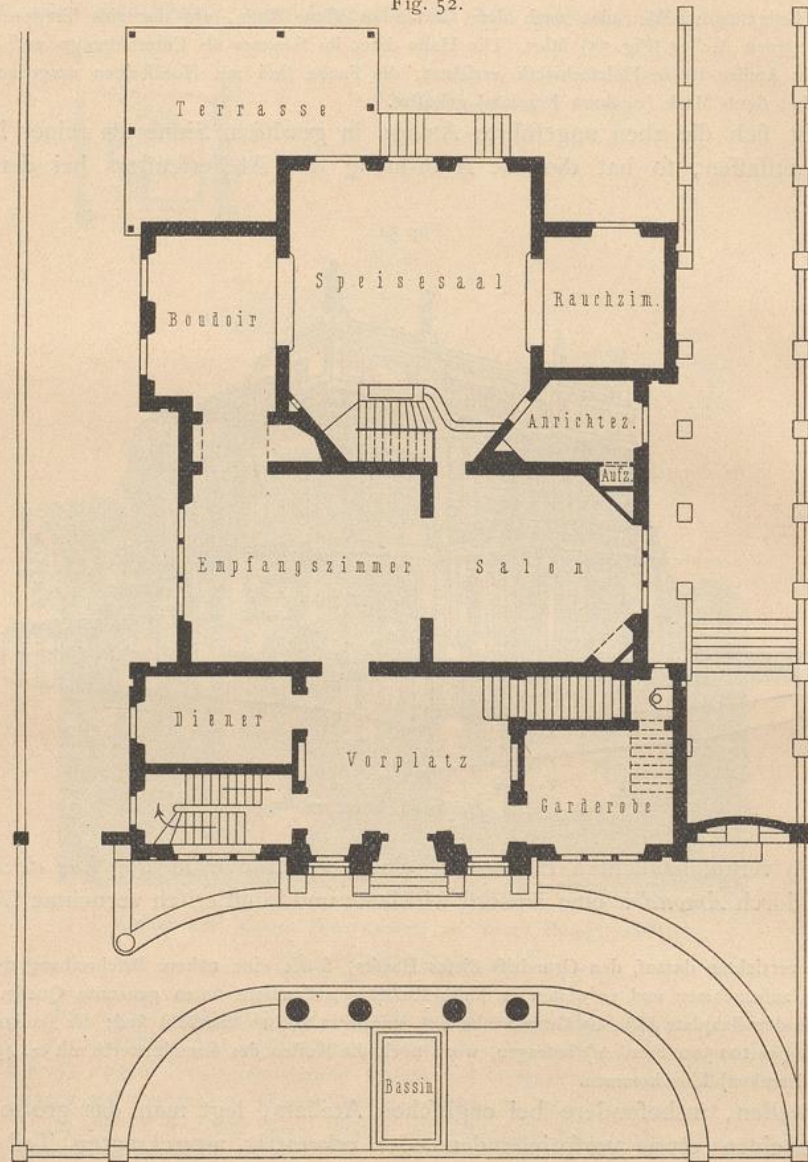 Fig. 52.
Terrasse
Speisesaal
Boudoir
Rauchzim.
Anrichtez.
Aufz.
Empfangszimmer
Salon
Diener
Vorplatz
Garderobe
Bassin